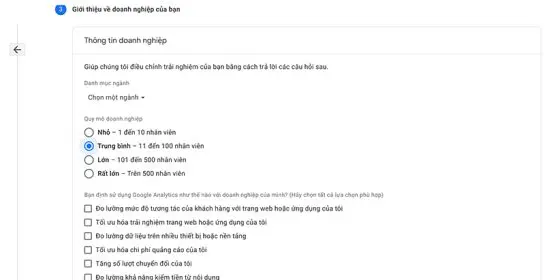 3 Giới thiệu về doanh nghiệp của bạn
Thông tin doanh nghiệp
Giúp chúng tôi điều chỉnh trải nghiệm của bạn bằng cách trả lời các câu hỏi sau.
Danh mục ngành
Chọn một ngành
Quy mô doanh nghiệp
Nhỏ – 1 đến 10 nhân viên
Trung bình – 11 đến 100 nhân viên
Lớn – 101 đến 500 nhân viên
Rất lớn – Trên 500 nhân viên
Bạn định sử dụng Google Analytics như thế nào với doanh nghiệp của mình? (Hãy chọn tất cả lựa chọn phù hợp)
Đo lường mức độ tương tác của khách hàng với trang web hoặc ứng dụng của tôi
Tối ưu hóa trải nghiệm trang web hoặc ứng dụng của tôi
Đo lường dữ liệu trên nhiều thiết bị hoặc nền tảng
Tối ưu hóa chi phí quảng cáo của tôi
Tăng số lượt chuyển đổi của tôi
Đo lường khả năng kiếm tiền từ nội dung